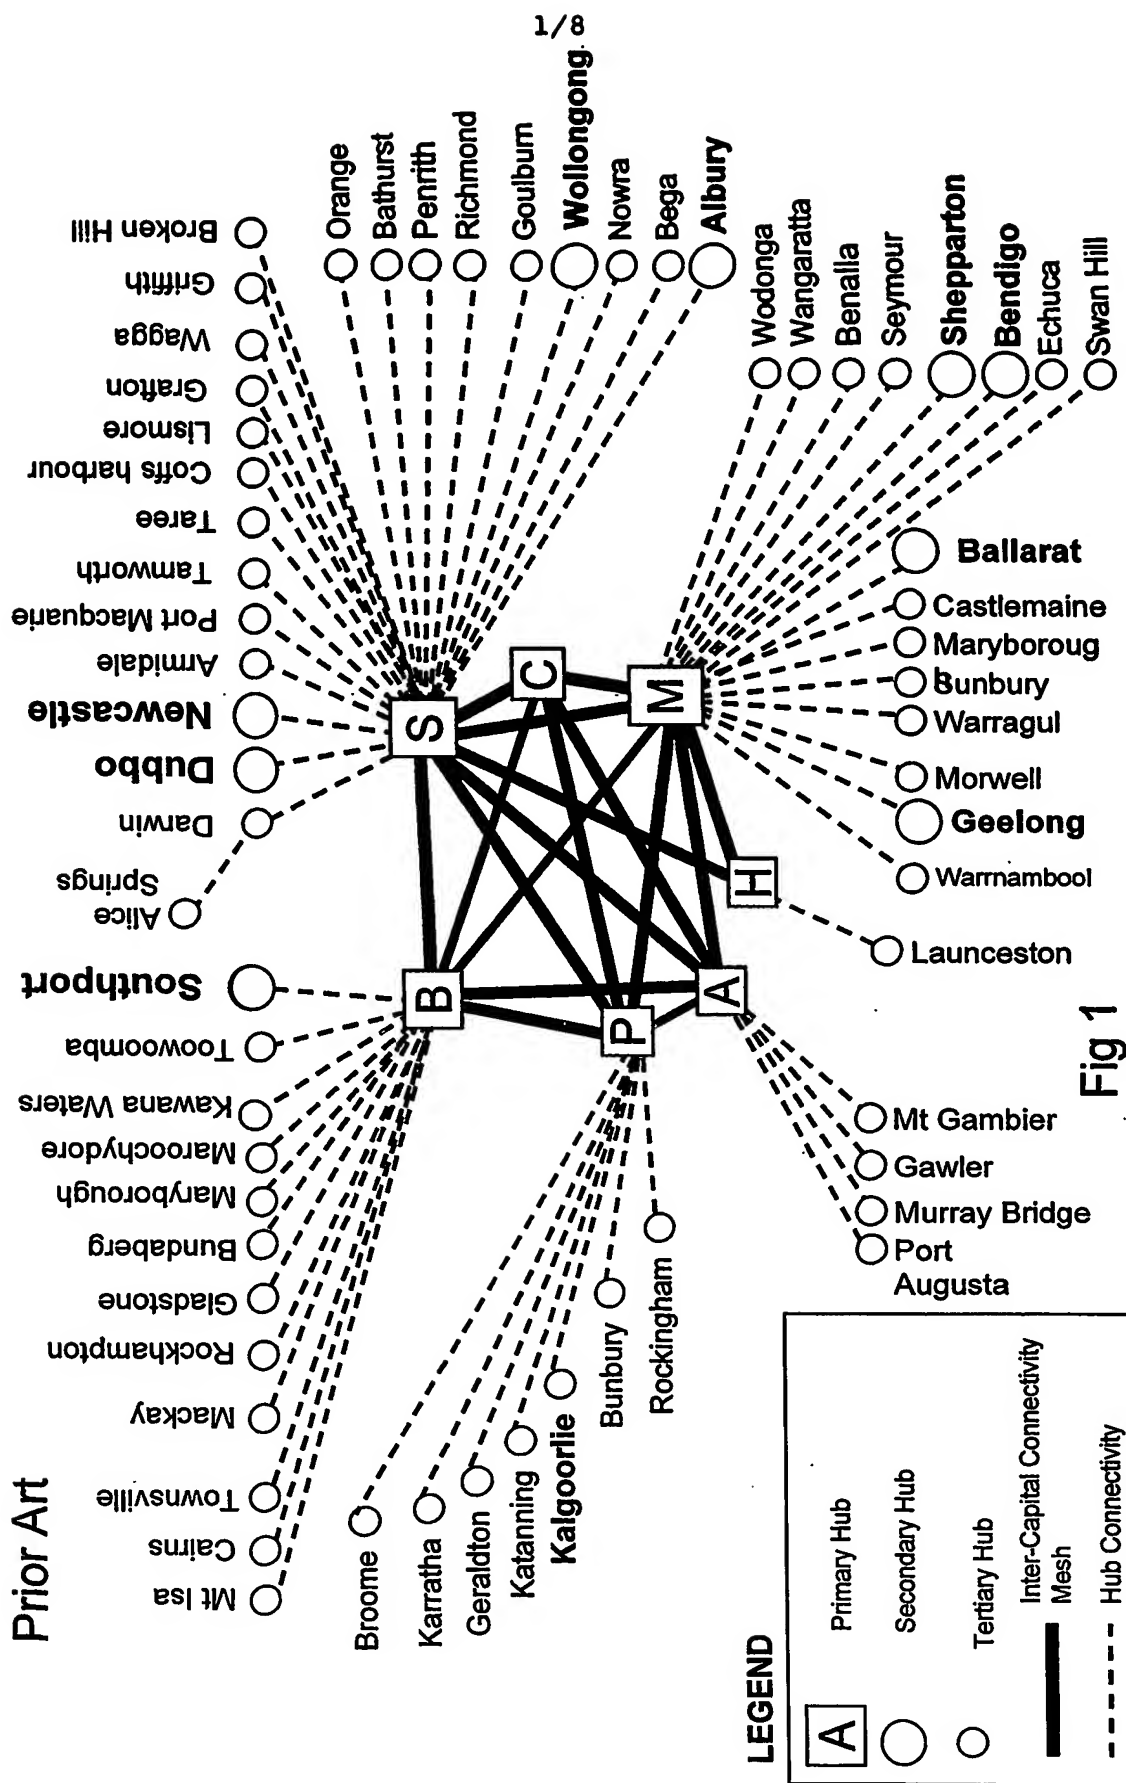 1/8
Prior Art
Mt Isa
Cairns
Townsville
Mackay
Rockhampton
Gladstone
Bundaberg
Maryborough
Maroochydore
Kawana Waters
Toowoomba
Southport
Alice
Springs
Darwin
Dubbo
Newcastle
Armidale
Port Macquarie
Tamworth
Taree
Coffs harbour
Lismore
Grafton
Wagga
Griffith
Broken Hill
Orange
Bathurst
Penrith
Richmond
Goulburn
Wollongong
Nowra
Bega
Albury
Wodonga
Wangaratta
Benalla
Seymour
Shepparton
Bendigo
Echuca
Swan Hill
Ballarat
Castlemaine
Maryboroug
h
Sunbury
Warragul
Morwell
Geelong
Warrnambool
Launceston
Mt Gambier
Gawler
Murray Bridge
Port
Augusta
Rockingham
Bunbury
Kalgoorlie
Katanning
Geraldton
Karratha
Broome
B
S
C
M
H
A
P
LEGEND
A
Primary Hub
Secondary Hub
Tertiary Hub
Inter-Capital Connectivity
Mesh
Hub Connectivity
Fig 1